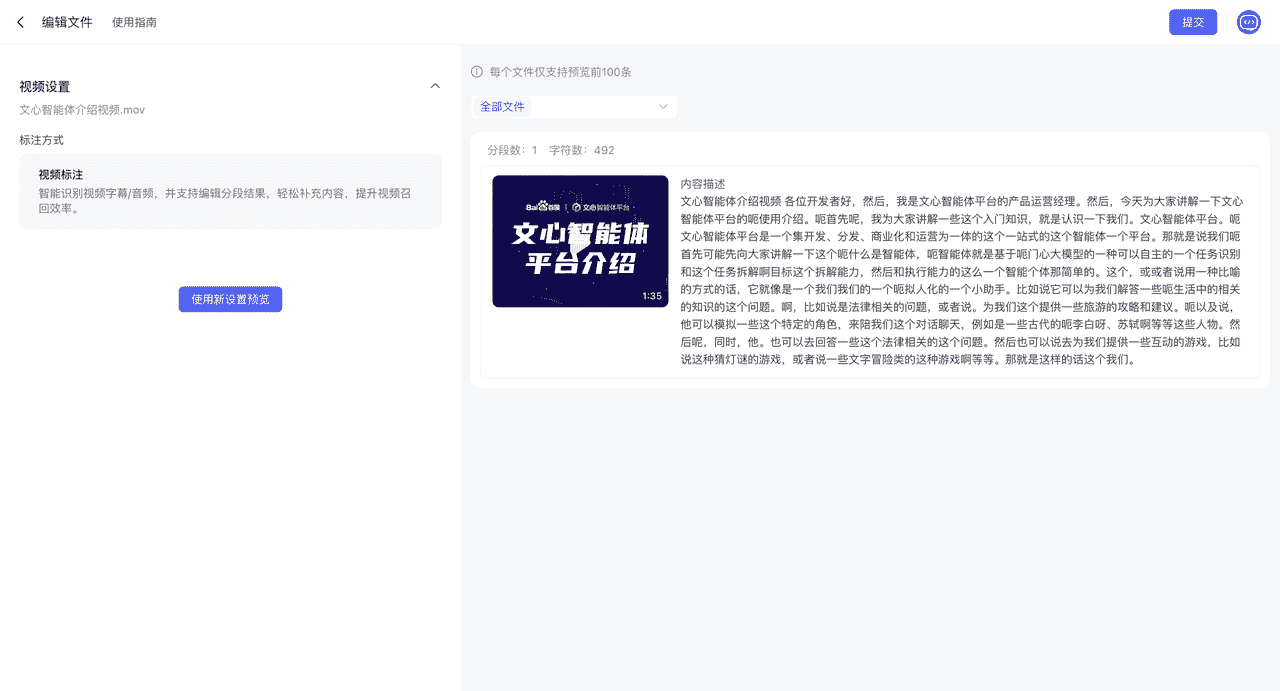 编辑文件 使用指南 提交
视频设置
文心智能体介绍视频.mov
标注方式
视频标注
智能识别视频字幕/音频，并支持编辑分段结果，轻松补充内容，提升视频召
回效率。
使用新设置预览
每个文件仅支持预览前100条
全部文件
分段数：1 字符数：492
Bai百度 文心智能体平台
文心智能体
平台介绍
1:35
内容描述
文心智能体介绍视频 各位开发者好，然后，我是文心智能体平台的产品运营经理。然后，今天为大家讲解一下文心
智能体平台的呃使用介绍。呃首先呢，我为大家讲解一些这个入门知识，就是认识一下我们。文心智能体平台。呃
文心智能体平台是一个集开发、分发、商业化和运营为一体的这个一站式的这个智能体一个平台。那就是说我们呃
首先可能先向大家讲解一下这个呃什么是智能体，呃智能体就是基于呃门心大模型的一种可以自主的一个任务识别
和这个任务拆解啊目标这个拆解能力，然后和执行能力的这么一个智能个体那简单的。这个，或或者说用一种比喻
的方式的话，它就像是一个我们我们的一个呃拟人化的一个小助手。比如说它可以为我们解答一些呃生活中的相关
的知识的这个问题。啊，比如说是法律相关的问题，或者说。为我们这个提供一些旅游的攻略和建议。呃以及说，
他可以模拟一些这个特定的角色，来陪我们这个对话聊天，例如是一些古代的呃李白呀、苏轼啊等等这些人物。然
后呢，同时，他。也可以去回答一些这个法律相关的这个问题。然后也可以说去为我们提供一些互动的游戏，比如
说这种猜灯谜的游戏，或者说一些文字冒险类的这种游戏啊等等。那就是这样的话这个我们。